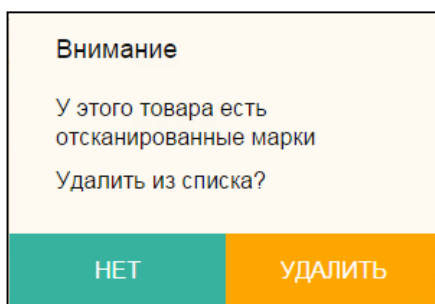 Внимание
У этого товара есть
отсканированные марки
Удалить из списка?
НЕТ
УДАЛИТЬ